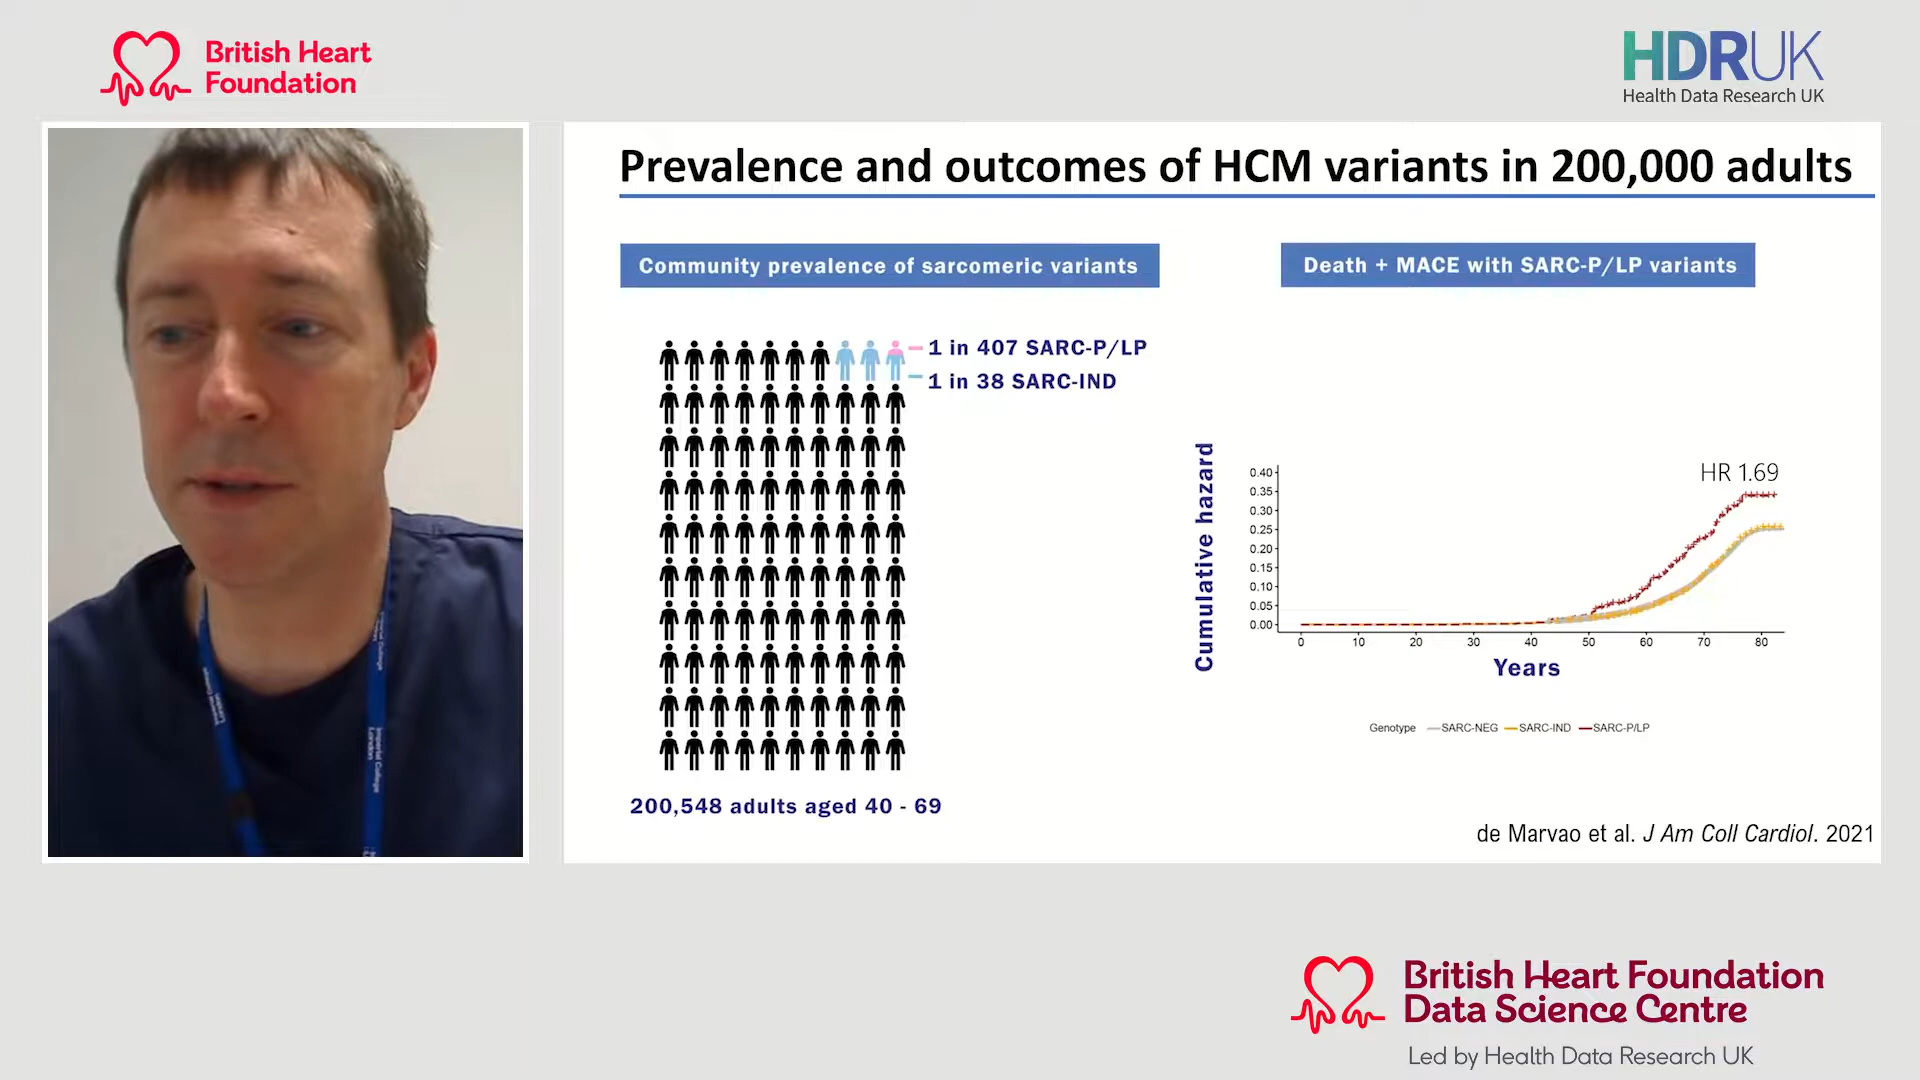 British Heart
Foundation
HDRUK
Health Data Research UK
Prevalence and outcomes of HCM variants in 200,000 adults
Community prevalence of sarcomeric variants
1 in 407 SARC-P/LP
1 in 38 SARC-IND
200,548 adults aged 40 - 69
Death + MACE with SARC-P/LP variants
Cumulative hazard
0.40
0.35
0.30
0.25
0.20
0.15
0.10
0.05
0.00
HR 1.69
0 10 20 30 40 50 60 70 80
Years
Genotype SARC-NEG SARC-IND SARC-P/LP
de Marvao et al. J Am Coll Cardiol. 2021
Imperial College
London
British Heart Foundation
Data Science Centre
Led by Health Data Research UK